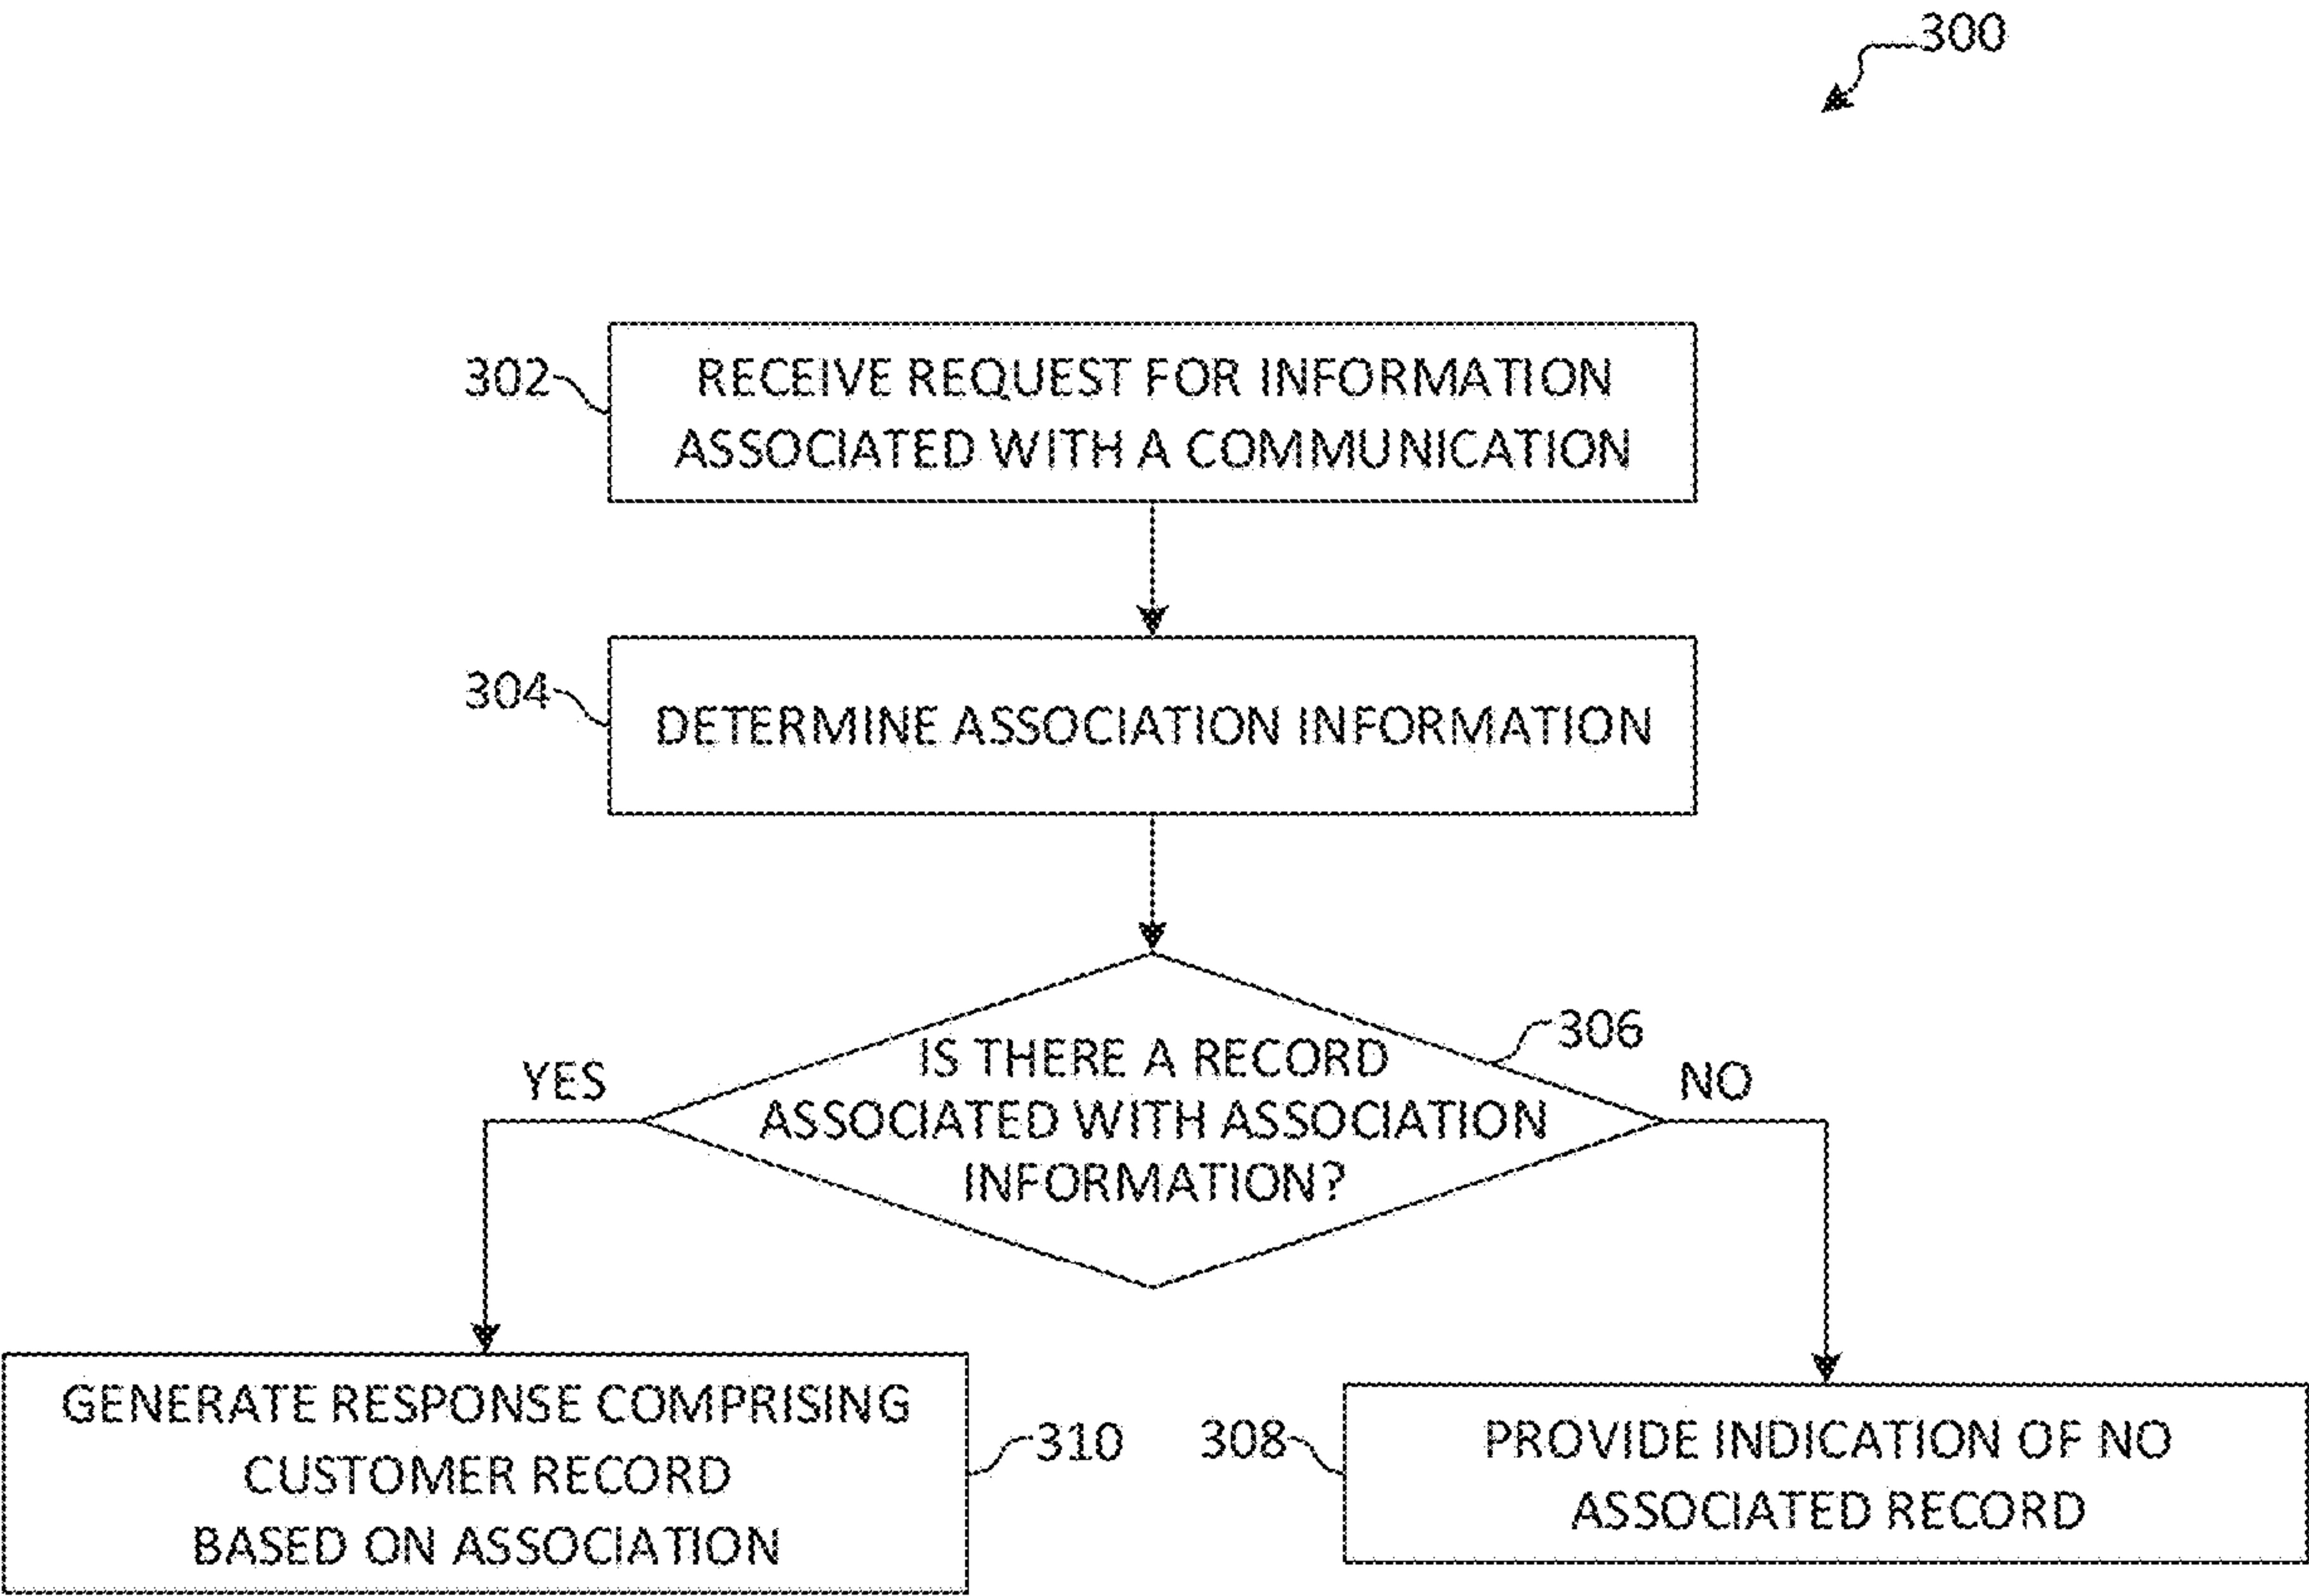 300
302
RECEIVE REQUEST FOR INFORMATION
ASSOCIATED WITH A COMMUNICATION
304
DETERMINE ASSOCIATION INFORMATION
306
IS THERE A RECORD
ASSOCIATED WITH ASSOCIATION
INFORMATION?
YES
NO
GENERATE RESPONSE COMPRISING
CUSTOMER RECORD
BASED ON ASSOCIATION
310
308
PROVIDE INDICATION OF NO
ASSOCIATED RECORD